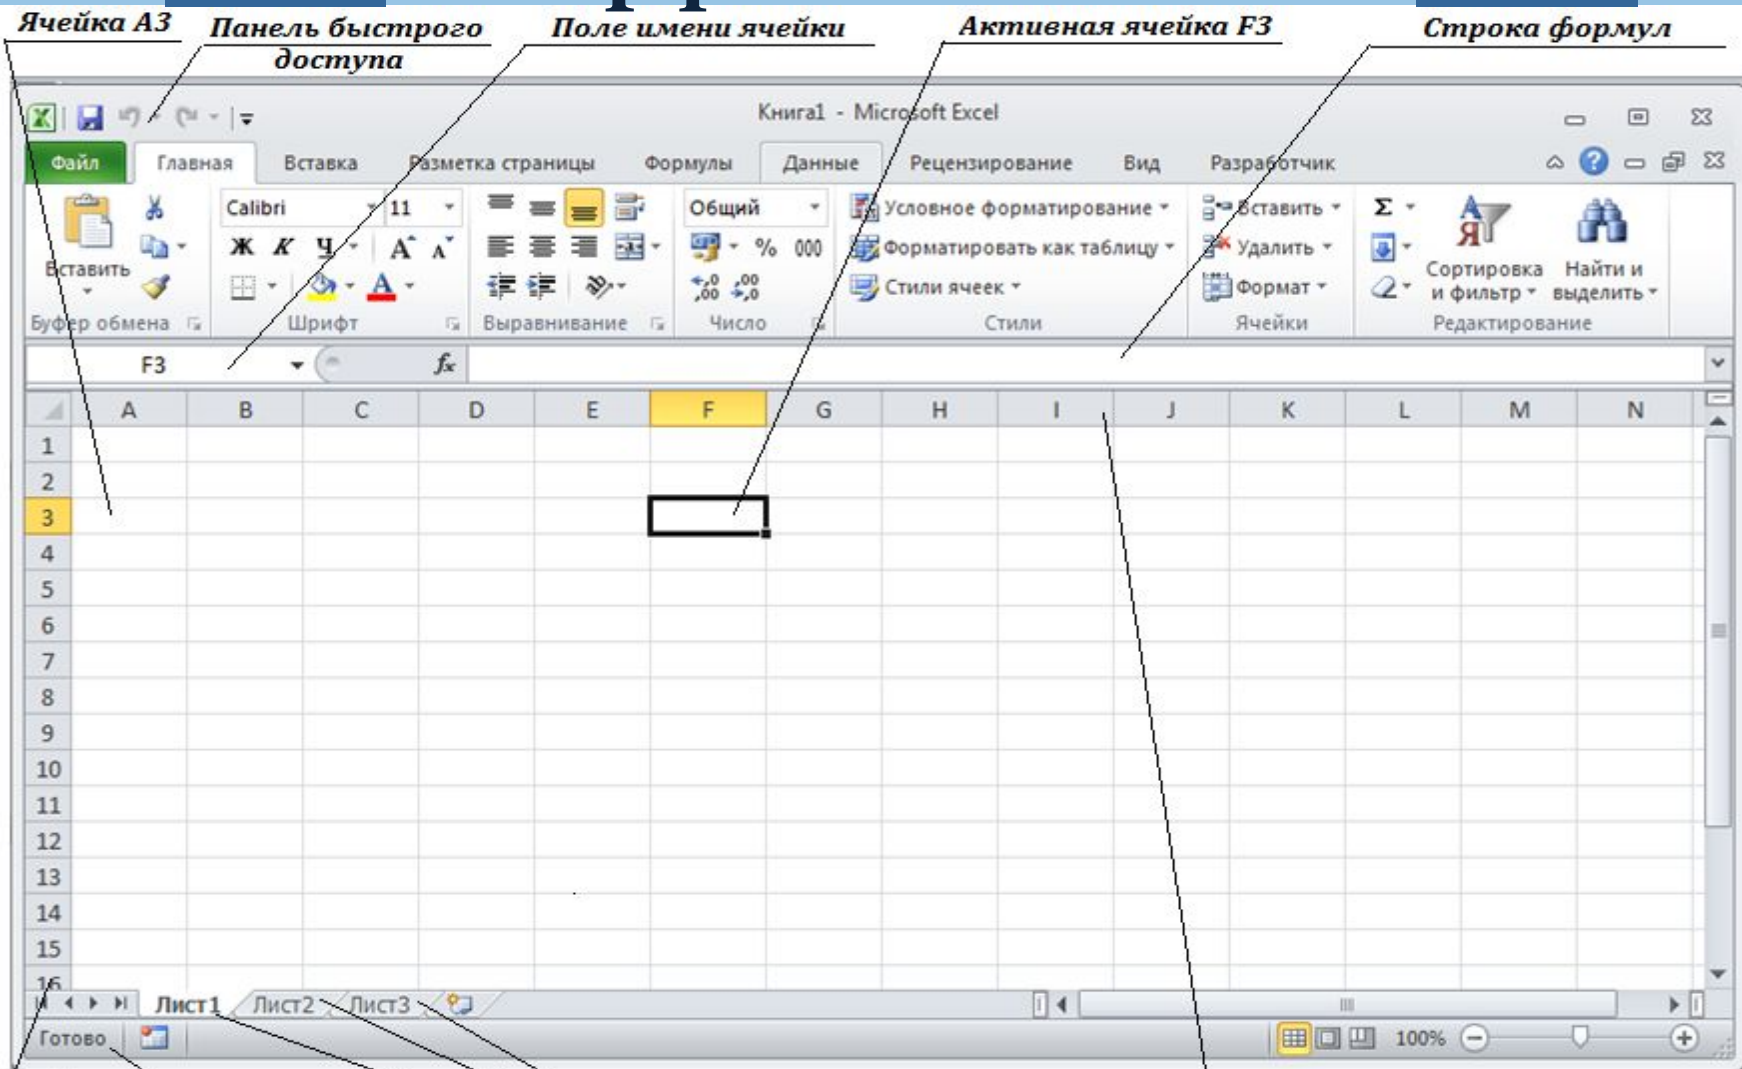 Ячейка А3
Панель быстрого
доступа
Поле имени ячейки
Активная ячейка F3
Строка формул
Книга1 - Microsoft Excel
Файл Главная Вставка Разметка страницы Формулы Данные Рецензирование Вид Разработчик
Calibri 11 Общий Условное форматирование Вставить Σ
Ж К Ч % 000 Форматировать как таблицу Удалить
Вставить Сортировка Найти и
Стили ячеек Формат и фильтр выделить
Буфер обмена Шрифт Выравнивание Число Стили Ячейки Редактирование
F3 fx
A B C D E F G H I J K L M N
1
2
3
4
5
6
7
8
9
10
11
12
13
14
15
16
Лист1 Лист2 Лист3
Готово 100%